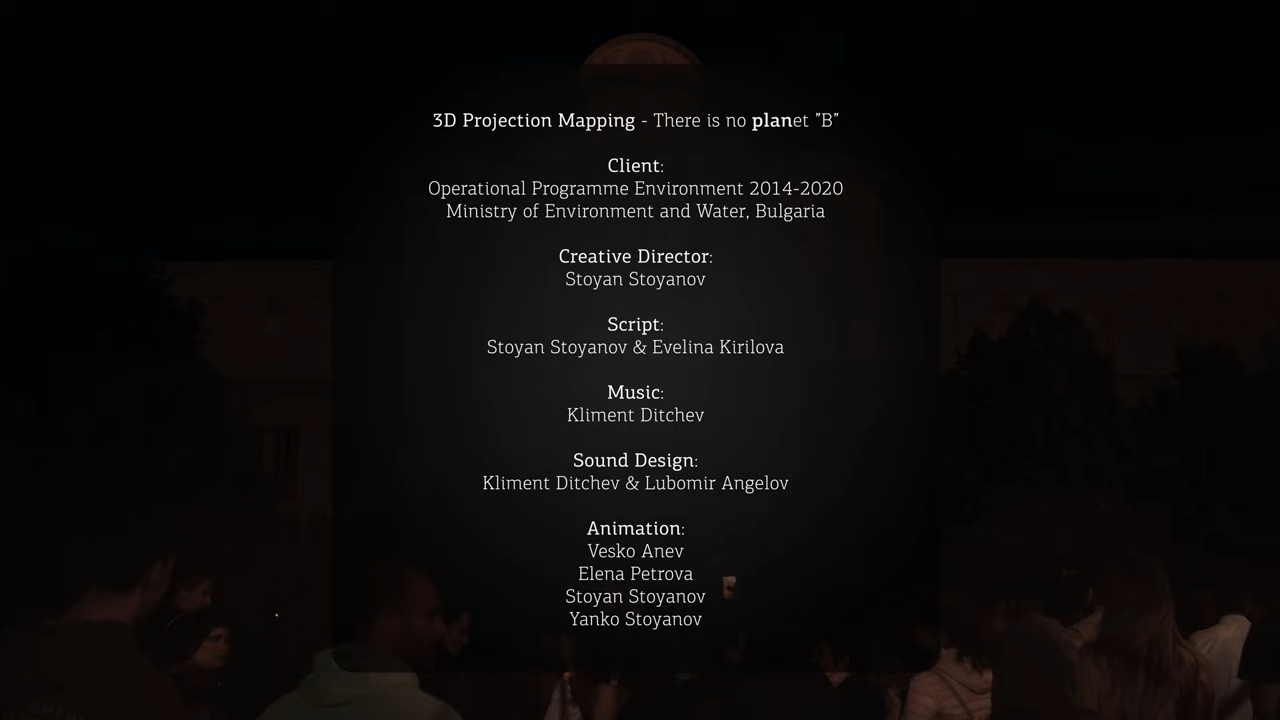 3D Projection Mapping - There is no planet ”B”
Client:
Operational Programme Environment 2014-2020
Ministry of Environment and Water, Bulgaria
Creative Director:
Stoyan Stoyanov
Script:
Stoyan Stoyanov & Evelina Kirilova
Music:
Kliment Ditchev
Sound Design:
Kliment Ditchev & Lubomir Angelov
Animation:
Vesko Anev
Elena Petrova
Stoyan Stoyanov
Yanko Stoyanov